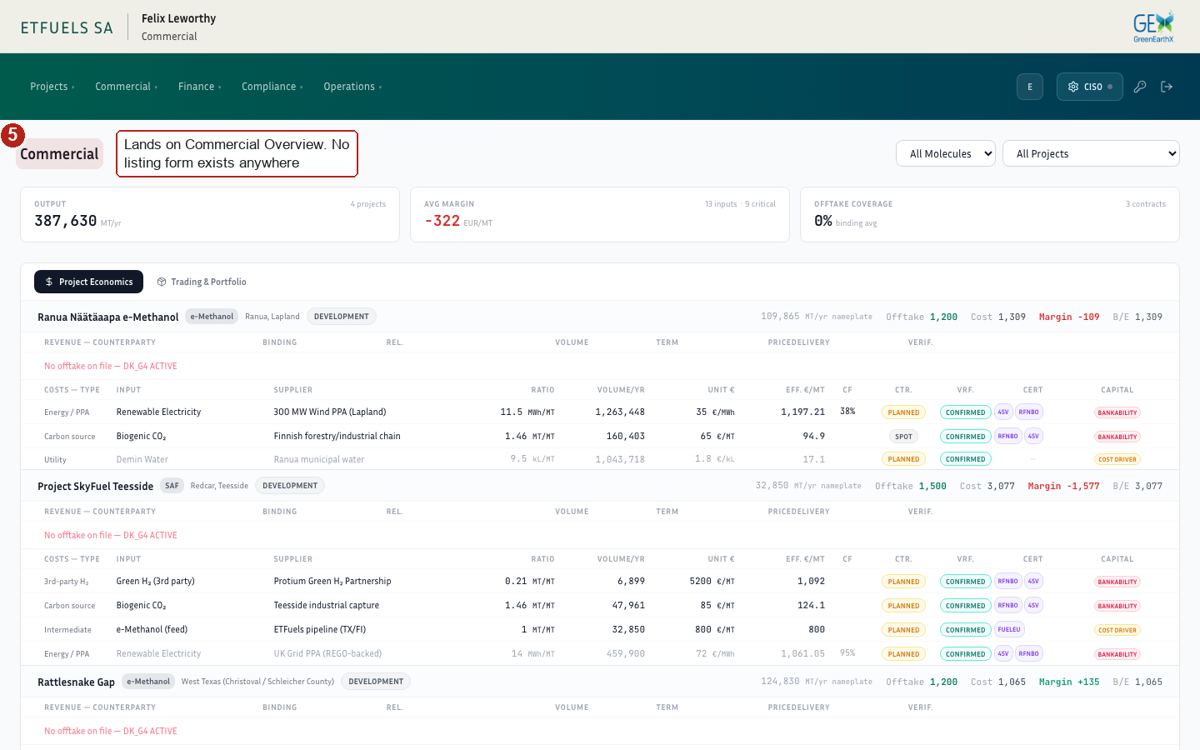 ETFUELS SA
Felix Leworthy
Commercial
GEX
GreenEarthX
Projects Commercial Finance Compliance Operations
E CISO
5
Commercial
Lands on Commercial Overview. No
listing form exists anywhere
All Molecules All Projects
OUTPUT 4 projects
387,630 MT/yr
AVG MARGIN 13 inputs · 9 critical
-322 EUR/MT
OFFTAKE COVERAGE 3 contracts
0% binding avg
Project Economics Trading & Portfolio
Ranua Näätäaapa e-Methanol e-Methanol Ranua, Lapland DEVELOPMENT 109,865 MT/yr nameplate Offtake 1,200 Cost 1,309 Margin -109 B/E 1,309
REVENUE — COUNTERPARTY BINDING REL. VOLUME TERM PRICEDELIVERY VERIF.
No offtake on file — DK_G4 ACTIVE
COSTS — TYPE INPUT SUPPLIER RATIO VOLUME/YR UNIT € EFF. €/MT CF CTR. VRF. CERT CAPITAL
Energy / PPA Renewable Electricity 300 MW Wind PPA (Lapland) 11.5 MWh/MT 1,263,448 35 €/MWh 1,197.21 38% PLANNED CONFIRMED 45V RFNBO BANKABILITY
Carbon source Biogenic CO₂ Finnish forestry/industrial chain 1.46 MT/MT 160,403 65 €/MT 94.9 SPOT CONFIRMED RFNBO 45V BANKABILITY
Utility Demin Water Ranua municipal water 9.5 kL/MT 1,043,718 1.8 €/kL 17.1 PLANNED CONFIRMED — COST DRIVER
Project SkyFuel Teesside SAF Redcar, Teesside DEVELOPMENT 32,850 MT/yr nameplate Offtake 1,500 Cost 3,077 Margin -1,577 B/E 3,077
REVENUE — COUNTERPARTY BINDING REL. VOLUME TERM PRICEDELIVERY VERIF.
No offtake on file — DK_G4 ACTIVE
COSTS — TYPE INPUT SUPPLIER RATIO VOLUME/YR UNIT € EFF. €/MT CF CTR. VRF. CERT CAPITAL
3rd-party H₂ Green H₂ (3rd party) Protium Green H₂ Partnership 0.21 MT/MT 6,899 5200 €/MT 1,092 PLANNED CONFIRMED RFNBO 45V BANKABILITY
Carbon source Biogenic CO₂ Teesside industrial capture 1.46 MT/MT 47,961 85 €/MT 124.1 PLANNED CONFIRMED RFNBO 45V BANKABILITY
Intermediate e-Methanol (feed) ETFuels pipeline (TX/FI) 1 MT/MT 32,850 800 €/MT 800 PLANNED CONFIRMED FUELEU COST DRIVER
Energy / PPA Renewable Electricity UK Grid PPA (REGO-backed) 14 MWh/MT 459,900 72 €/MWh 1,061.05 95% PLANNED CONFIRMED 45V RFNBO BANKABILITY
Rattlesnake Gap e-Methanol West Texas (Christoval / Schleicher County) DEVELOPMENT 124,830 MT/yr nameplate Offtake 1,200 Cost 1,065 Margin +135 B/E 1,065
REVENUE — COUNTERPARTY BINDING REL. VOLUME TERM PRICEDELIVERY VERIF.
No offtake on file — DK_G4 ACTIVE